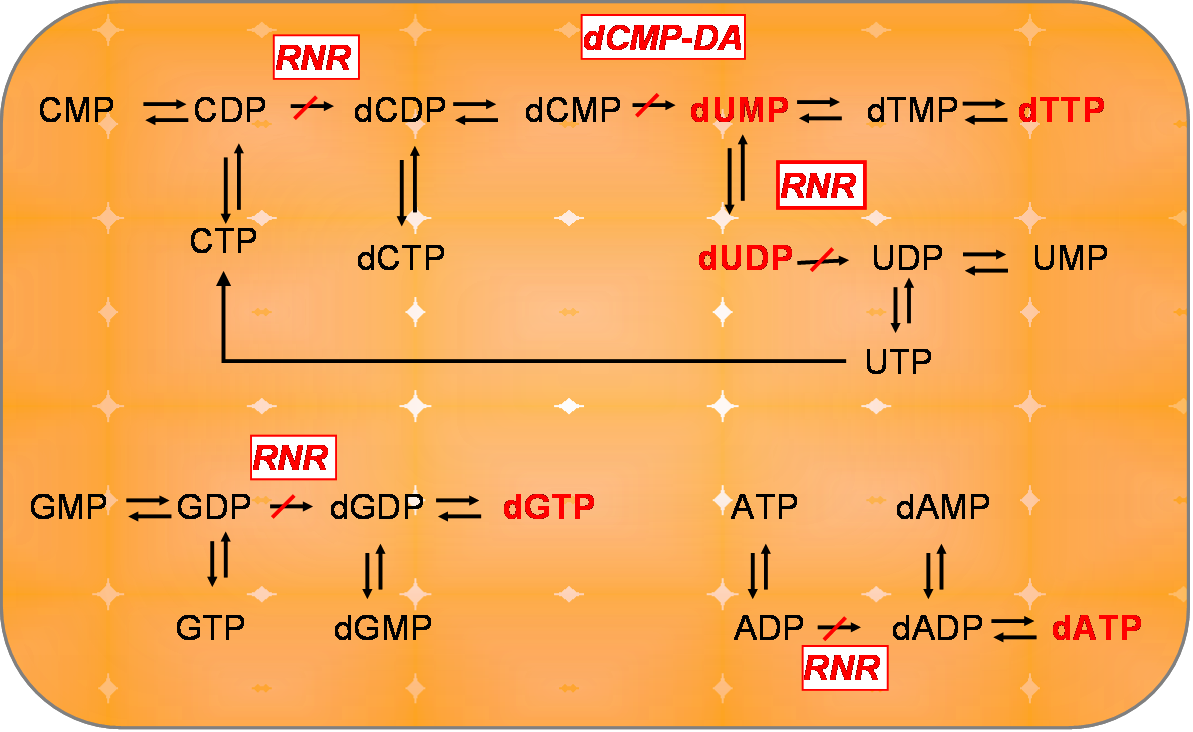 RNR
dCMP-DA
CMP CDP dCDP dCMP dUMP dTMP dTTP
RNR
CTP dCTP dUDP UDP UMP
UTP
RNR
GMP GDP dGDP dGTP ATP dAMP
GTP dGMP ADP dADP dATP
RNR